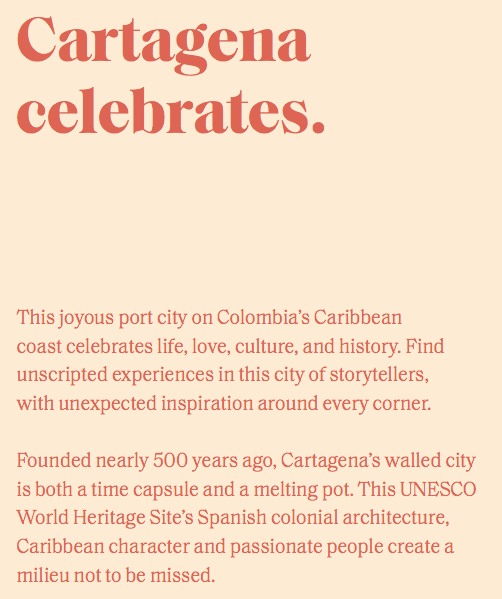 Cartagena
celebrates.
This joyous port city on Colombia’s Caribbean
coast celebrates life, love, culture, and history. Find
unscripted experiences in this city of storytellers,
with unexpected inspiration around every corner.
Founded nearly 500 years ago, Cartagena’s walled city
is both a time capsule and a melting pot. This UNESCO
World Heritage Site’s Spanish colonial architecture,
Caribbean character and passionate people create a
milieu not to be missed.